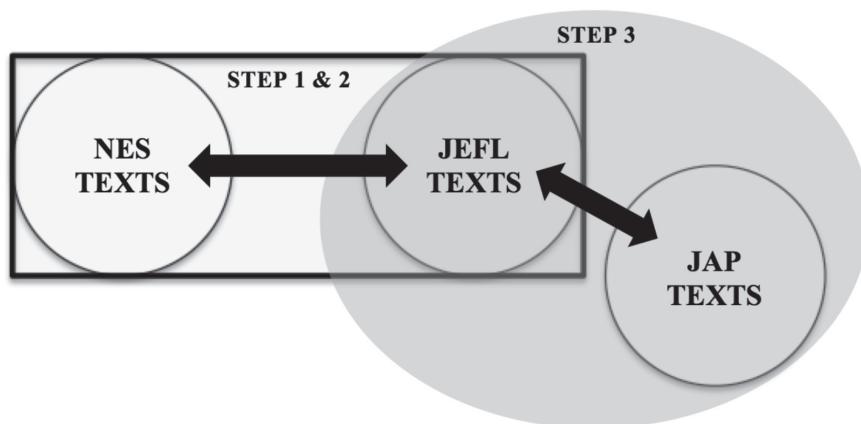 STEP 3
STEP 1 & 2
NES
TEXTS
JEFL
TEXTS
JAP
TEXTS